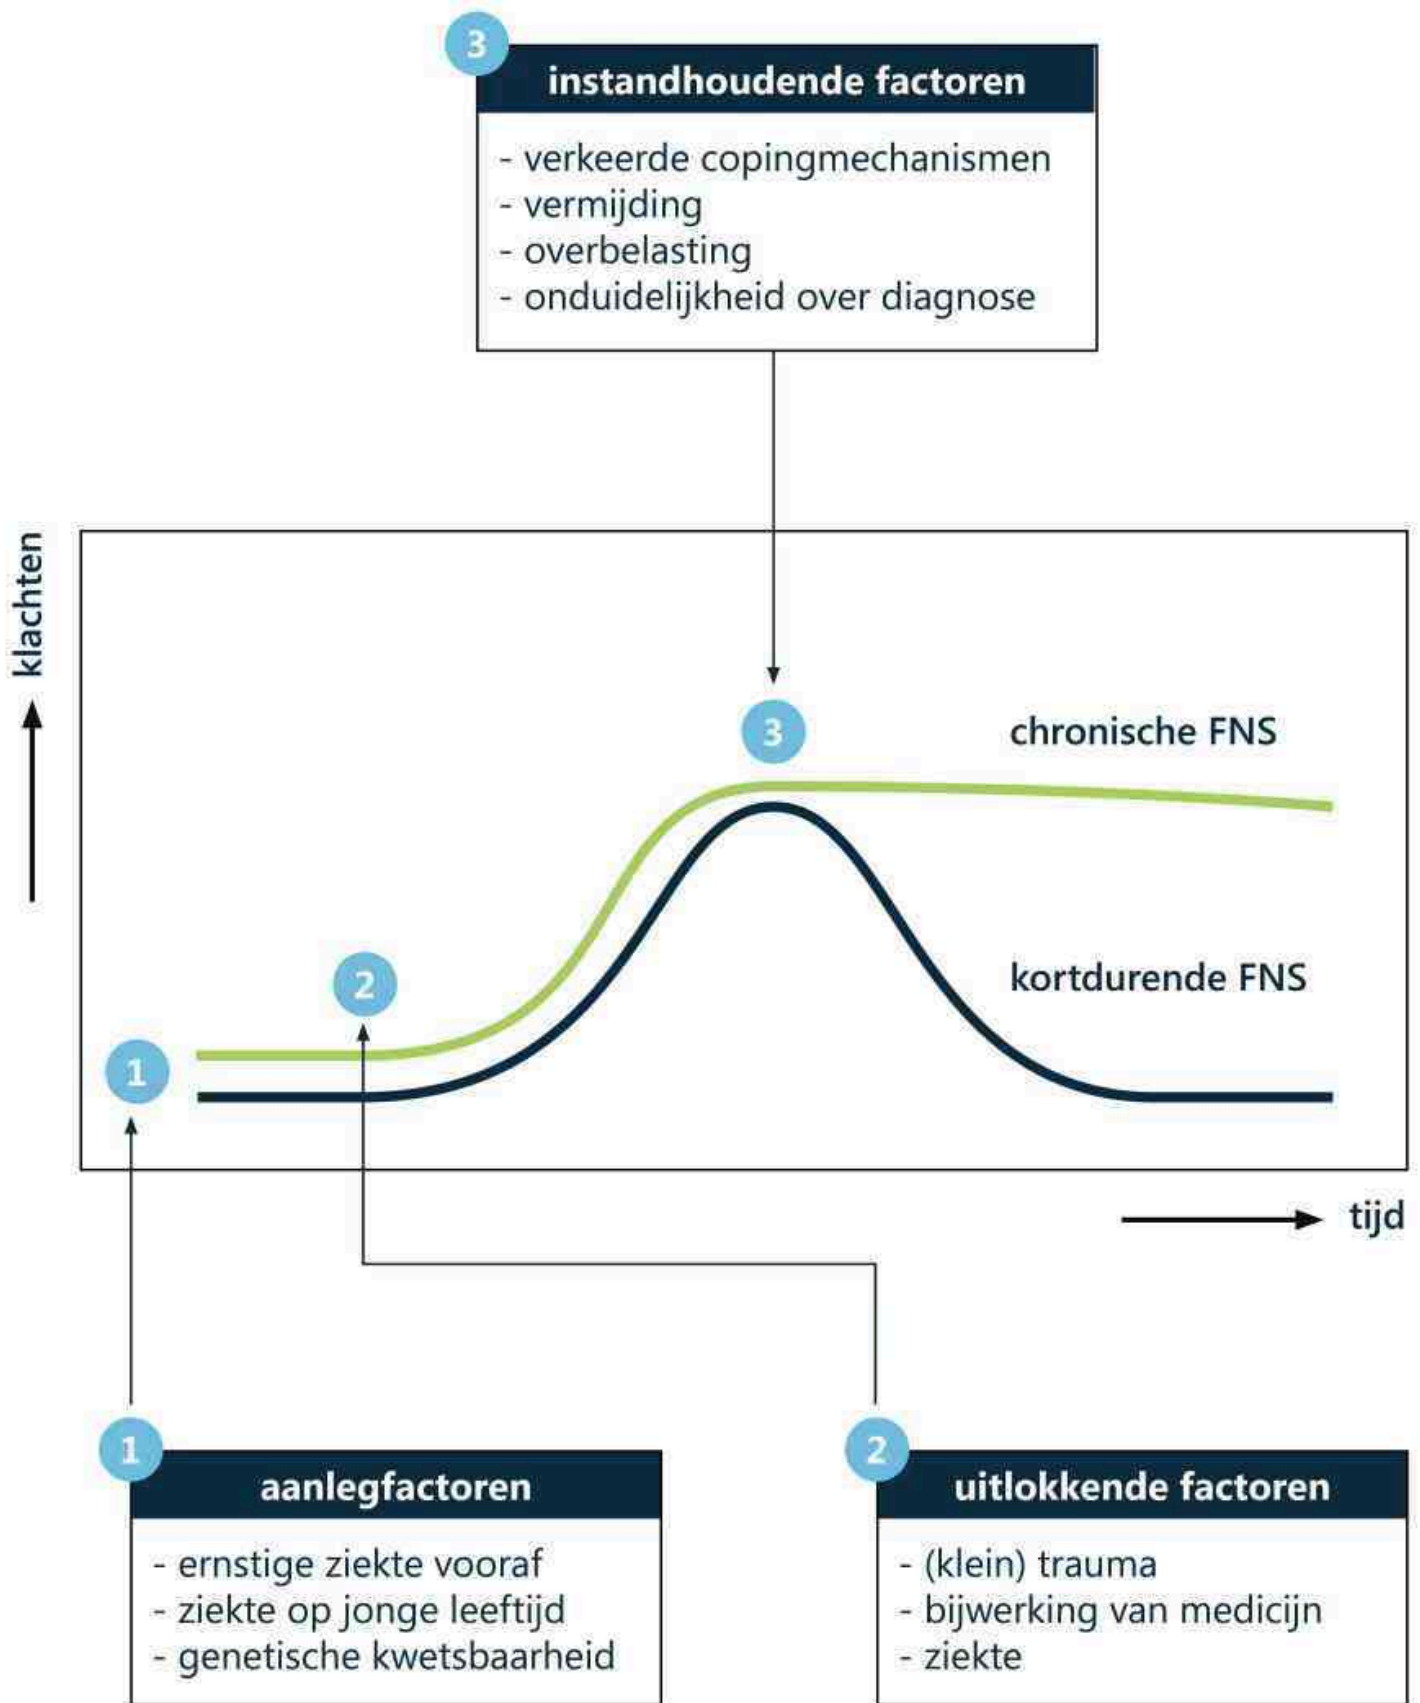 3
instandhoudende factoren
- verkeerde copingmechanismen
- vermijding
- overbelasting
- onduidelijkheid over diagnose
klachten
3
chronische FNS
2
kortdurende FNS
1
tijd
1
aanlegfactoren
- ernstige ziekte vooraf
- ziekte op jonge leeftijd
- genetische kwetsbaarheid
2
uitlokkende factoren
- (klein) trauma
- bijwerking van medicijn
- ziekte